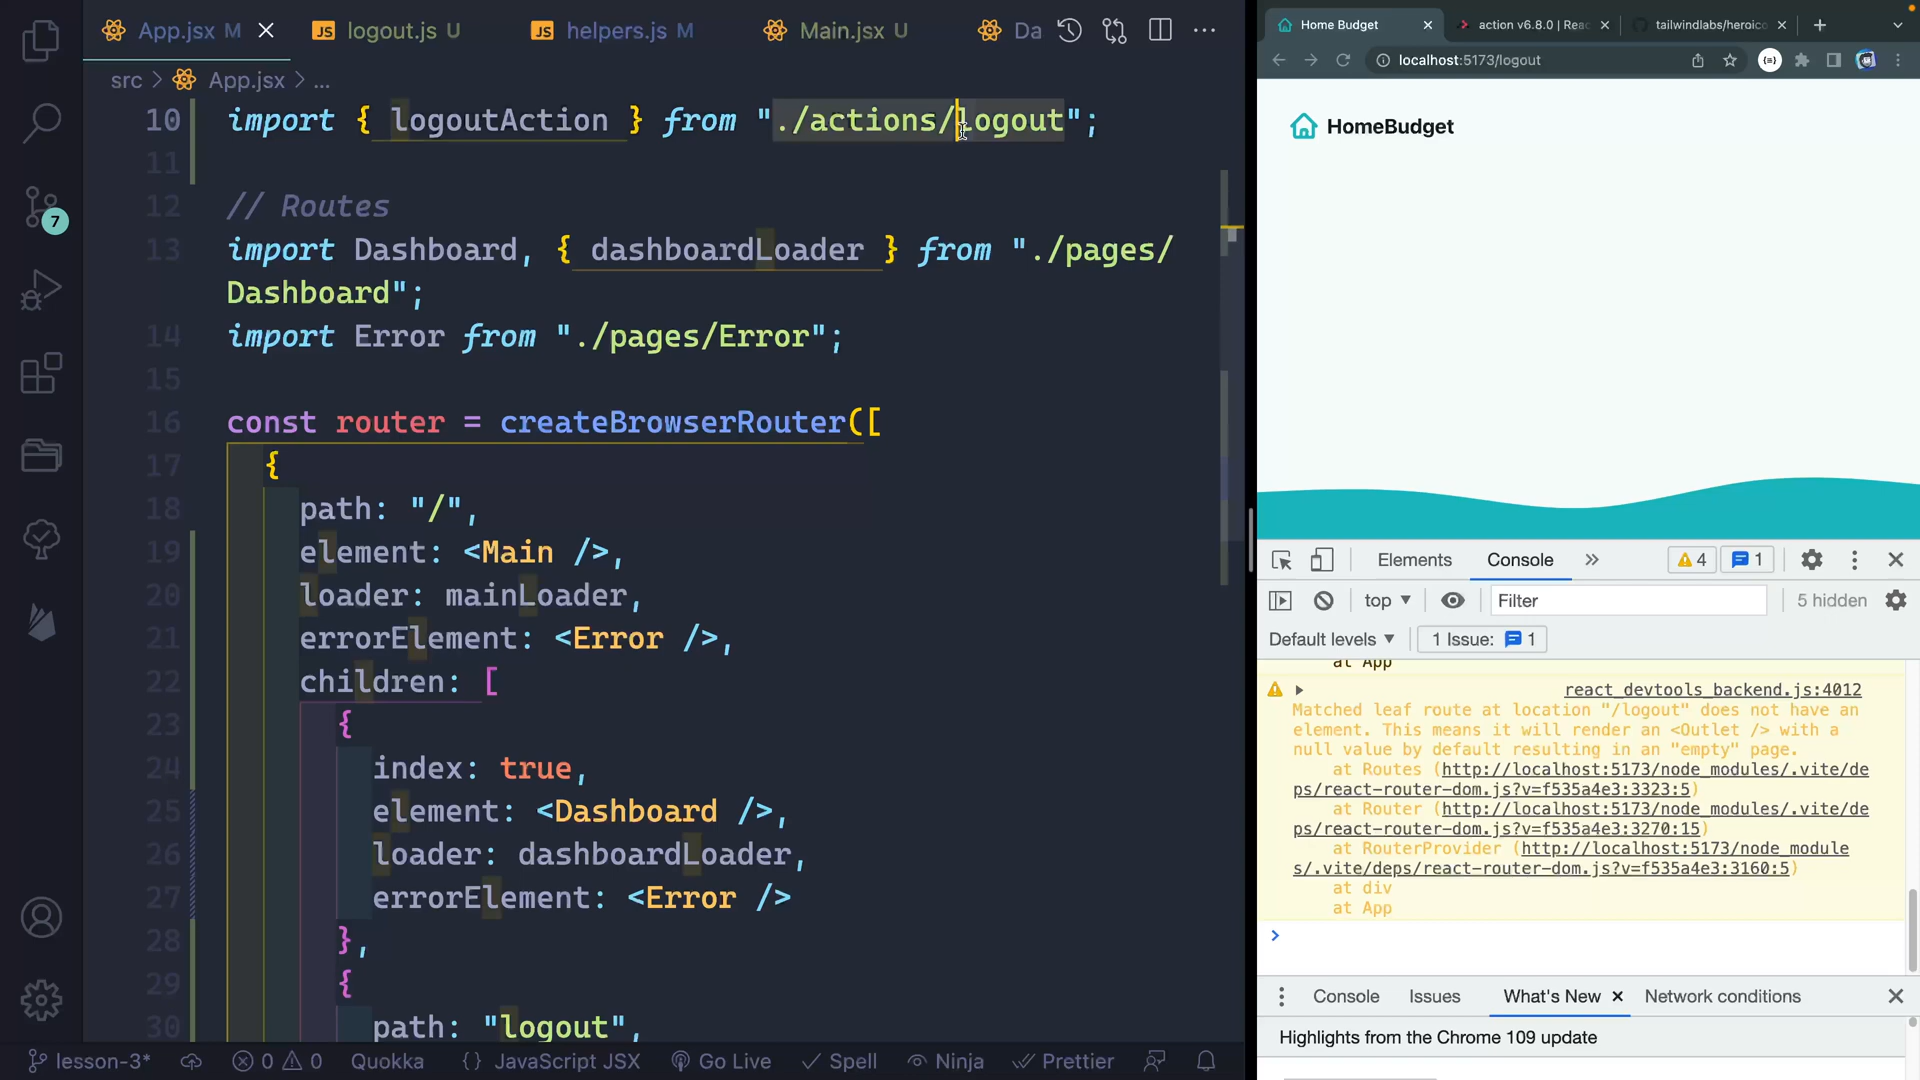 App.jsx M
logout.js U
helpers.js M
Main.jsx U
Da
src > App.jsx > ...
10 import { logoutAction } from "./actions/logout";
11
12 // Routes
13 import Dashboard, { dashboardLoader } from "./pages/
Dashboard";
14 import Error from "./pages/Error";
15
16 const router = createBrowserRouter([
17 {
18 path: "/",
19 element: <Main />,
20 loader: mainLoader,
21 errorElement: <Error />,
22 children: [
23 {
24 index: true,
25 element: <Dashboard />,
26 loader: dashboardLoader,
27 errorElement: <Error />
28 },
29 {
30 path: "logout",
7
lesson-3* 0 0 Quokka {} JavaScript JSX Go Live Spell Ninja Prettier
Home Budget
action v6.8.0 | Rea
tailwindlabs/heroico
localhost:5173/logout
HomeBudget
Elements Console 4 1
top Filter 5 hidden
Default levels 1 Issue: 1
at App
react_devtools_backend.js:4012
Matched leaf route at location "/logout" does not have an
element. This means it will render an <Outlet /> with a
null value by default resulting in an "empty" page.
at Routes (http://localhost:5173/node_modules/.vite/de
ps/react-router-dom.js?v=f535a4e3:3323:5)
at Router (http://localhost:5173/node_modules/.vite/de
ps/react-router-dom.js?v=f535a4e3:3270:15)
at RouterProvider (http://localhost:5173/node_module
s/.vite/deps/react-router-dom.js?v=f535a4e3:3160:5)
at div
at App
Console Issues What's New Network conditions
Highlights from the Chrome 109 update